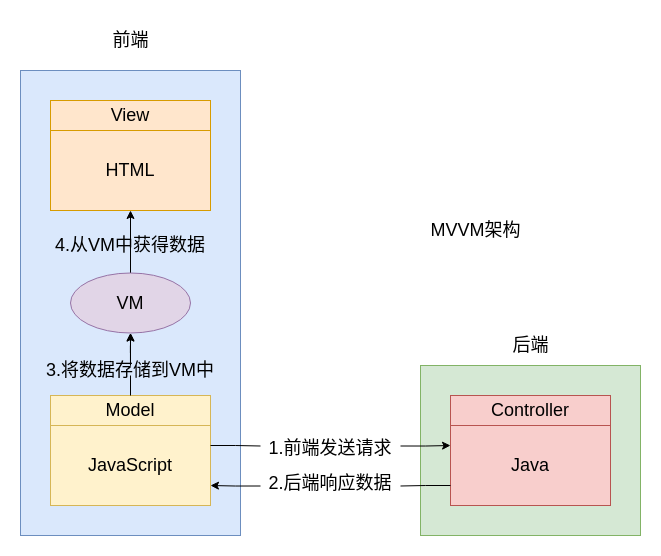 前端
View
HTML
4.从VM中获得数据
MVVM架构
VM
后端
3.将数据存储到VM中
Model
JavaScript
1.前端发送请求
2.后端响应数据
Controller
Java